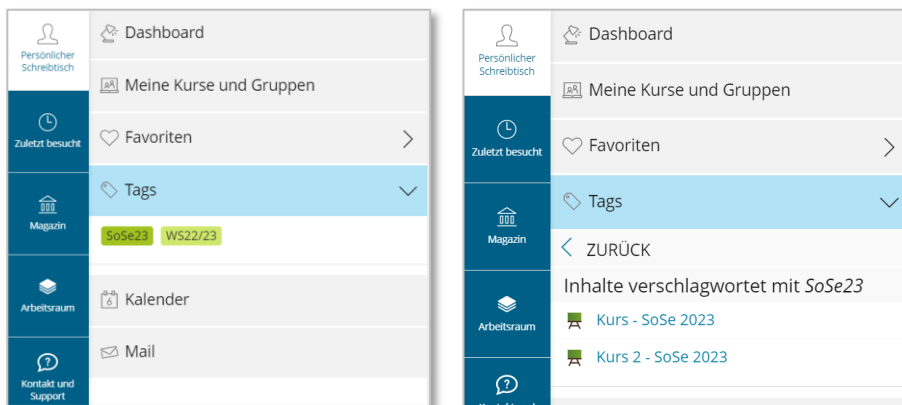 Persönlicher
Schreibtisch
Zuletzt besucht
Magazin
Arbeitsraum
Kontakt und
Support
Dashboard
Meine Kurse und Gruppen
Favoriten
Tags
SoSe23 WS22/23
Kalender
6
Mail
Persönlicher
Schreibtisch
Zuletzt besucht
Magazin
Arbeitsraum
Dashboard
Meine Kurse und Gruppen
Favoriten
Tags
ZURÜCK
Inhalte verschlagwortet mit SoSe23
Kurs - SoSe 2023
Kurs 2 - SoSe 2023